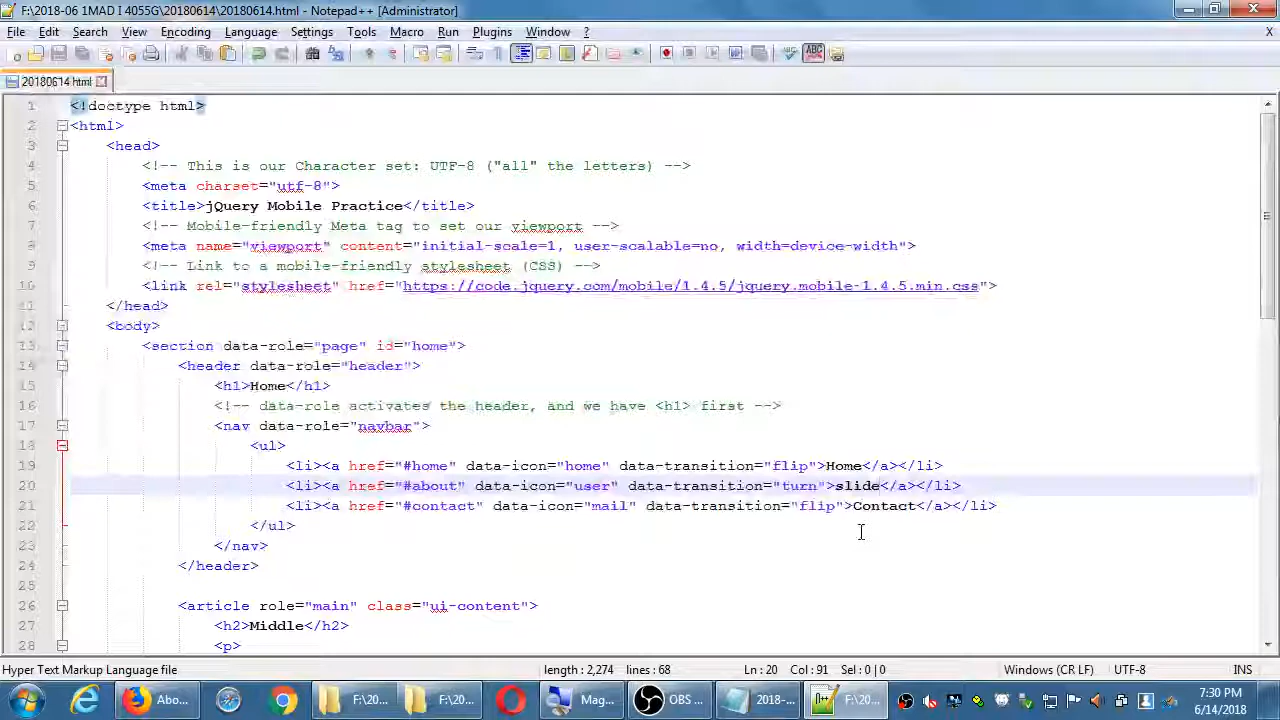 F:\2018-06 1MAD I 4055G\20180614\20180614.html - Notepad++ [Administrator]
File Edit Search View Encoding Language Settings Tools Macro Run Plugins Window ? X
20180614.html
1 <!doctype html>
2 <html>
3 <head>
4 <!-- This is our Character set: UTF-8 ("all" the letters) -->
5 <meta charset="utf-8">
6 <title>jQuery Mobile Practice</title>
7 <!-- Mobile-friendly Meta tag to set our viewport -->
8 <meta name="viewport" content="initial-scale=1, user-scalable=no, width=device-width">
9 <!-- Link to a mobile-friendly stylesheet (CSS) -->
10 <link rel="stylesheet" href="https://code.jquery.com/mobile/1.4.5/jquery.mobile-1.4.5.min.css">
11 </head>
12 <body>
13 <section data-role="page" id="home">
14 <header data-role="header">
15 <h1>Home</h1>
16 <!-- data-role activates the header, and we have <h1> first -->
17 <nav data-role="navbar">
18 <ul>
19 <li><a href="#home" data-icon="home" data-transition="flip">Home</a></li>
20 <li><a href="#about" data-icon="user" data-transition="turn">slide</a></li>
21 <li><a href="#contact" data-icon="mail" data-transition="flip">Contact</a></li>
22 </ul>
23 </nav>
24 </header>
25
26 <article role="main" class="ui-content">
27 <h2>Middle</h2>
28 <p>
Hyper Text Markup Language file length : 2,274 lines : 68 Ln : 20 Col : 91 Sel : 0 | 0 Windows (CR LF) UTF-8 INS
Abo... F:\20... F:\20... Mag... OBS ... 2018-... F:\20... 7:30 PM
6/14/2018